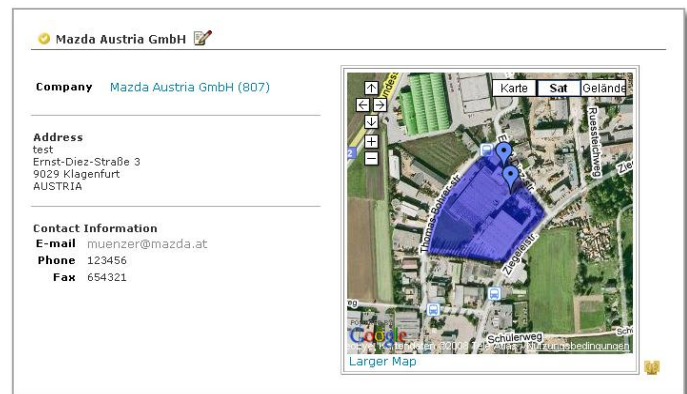 Mazda Austria GmbH
Company Mazda Austria GmbH (807)
Address
test
Ernst-Diez-Straße 3
9029 Klagenfurt
AUSTRIA
Contact Information
E-mail muenzer@mazda.at
Phone 123456
Fax 654321
Karte Sat Gelände
Ruessteichweg
Thomas-Bohrer-str
Ziegeleistr.
Schülerweg
Google
Nutzungsbedingungen
Larger Map